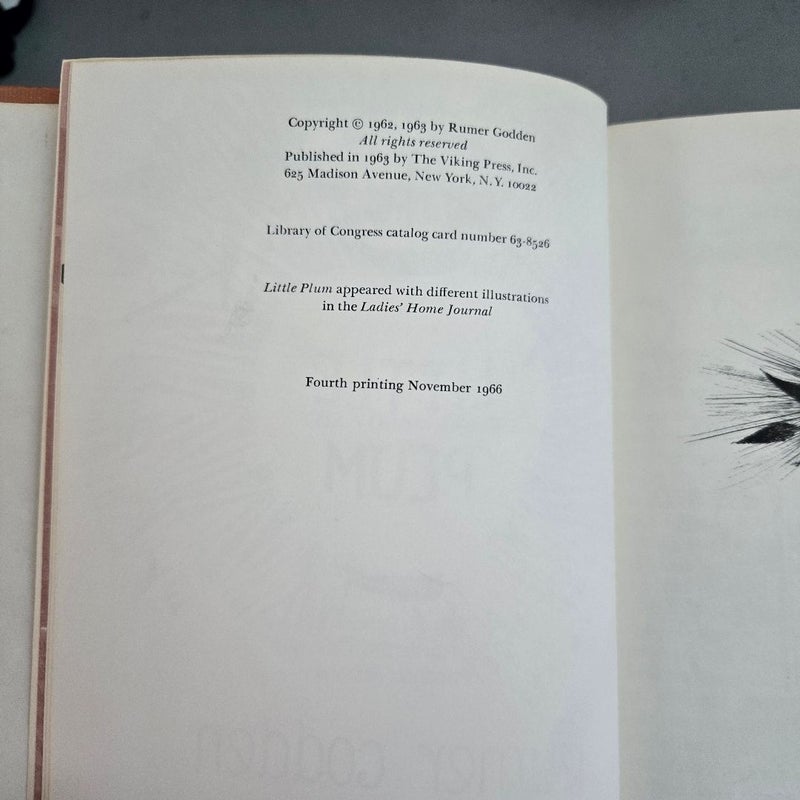 Copyright © 1962, 1963 by Rumer Godden
All rights reserved
Published in 1963 by The Viking Press, Inc.
625 Madison Avenue, New York, N.Y. 10022
Library of Congress catalog card number 63-8526
Little Plum appeared with different illustrations
in the Ladies' Home Journal
Fourth printing November 1966
PLUM
Godden